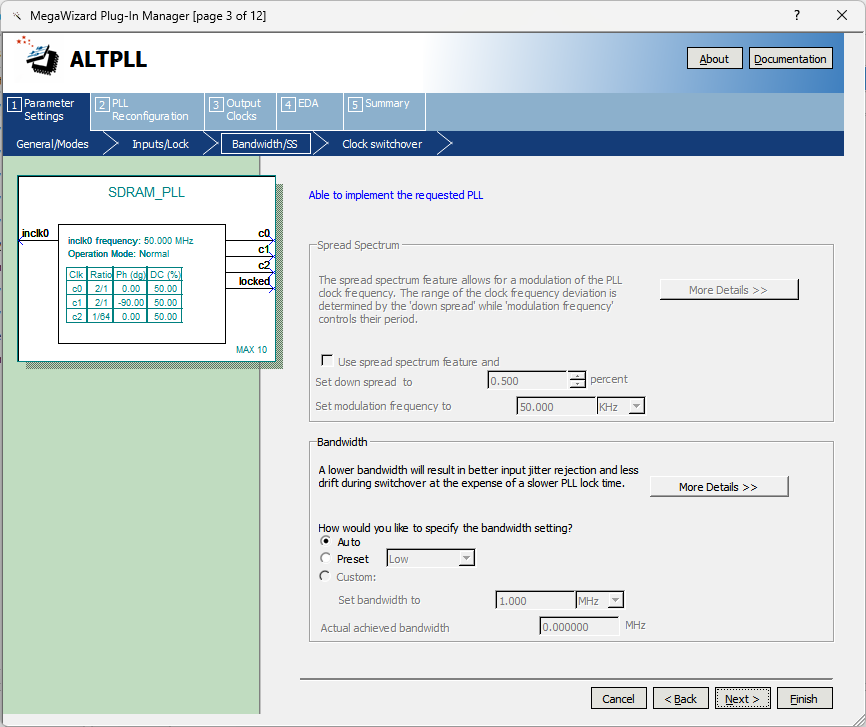 MegaWizard Plug-In Manager [page 3 of 12]
?
ALTPLL
About
Documentation
1 Parameter Settings
2 PLL Reconfiguration
3 Output Clocks
4 EDA
5 Summary
General/Modes
Inputs/Lock
Bandwidth/SS
Clock switchover
SDRAM_PLL
inclk0
inclk0 frequency: 50.000 MHz
Operation Mode: Normal
Clk Ratio Ph (dg) DC (%)
c0 2/1 0.00 50.00
c1 2/1 -90.00 50.00
c2 1/64 0.00 50.00
c0
c1
c2
locked
MAX 10
Able to implement the requested PLL
Spread Spectrum
The spread spectrum feature allows for a modulation of the PLL
clock frequency. The range of the clock frequency deviation is
determined by the 'down spread' while 'modulation frequency'
controls their period.
More Details >>
Use spread spectrum feature and
Set down spread to 0.500 percent
Set modulation frequency to 50.000 KHz
Bandwidth
A lower bandwidth will result in better input jitter rejection and less
drift during switchover at the expense of a slower PLL lock time.
More Details >>
How would you like to specify the bandwidth setting?
Auto
Preset Low
Custom:
Set bandwidth to 1.000 MHz
Actual achieved bandwidth 0.000000 MHz
Cancel
< Back
Next >
Finish